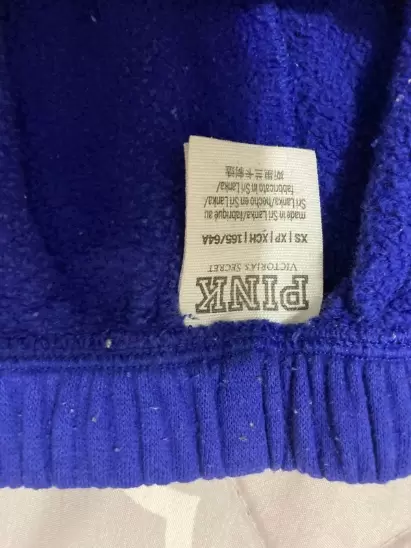 PINK
VICTORIA'S SECRET
XS | XP | XCH | 165/64A
made in Sri Lanka/fabriqué au
Sri Lanka/hecho en Sri Lanka/
fabbricato in Sri Lanka/
斯里兰卡制造